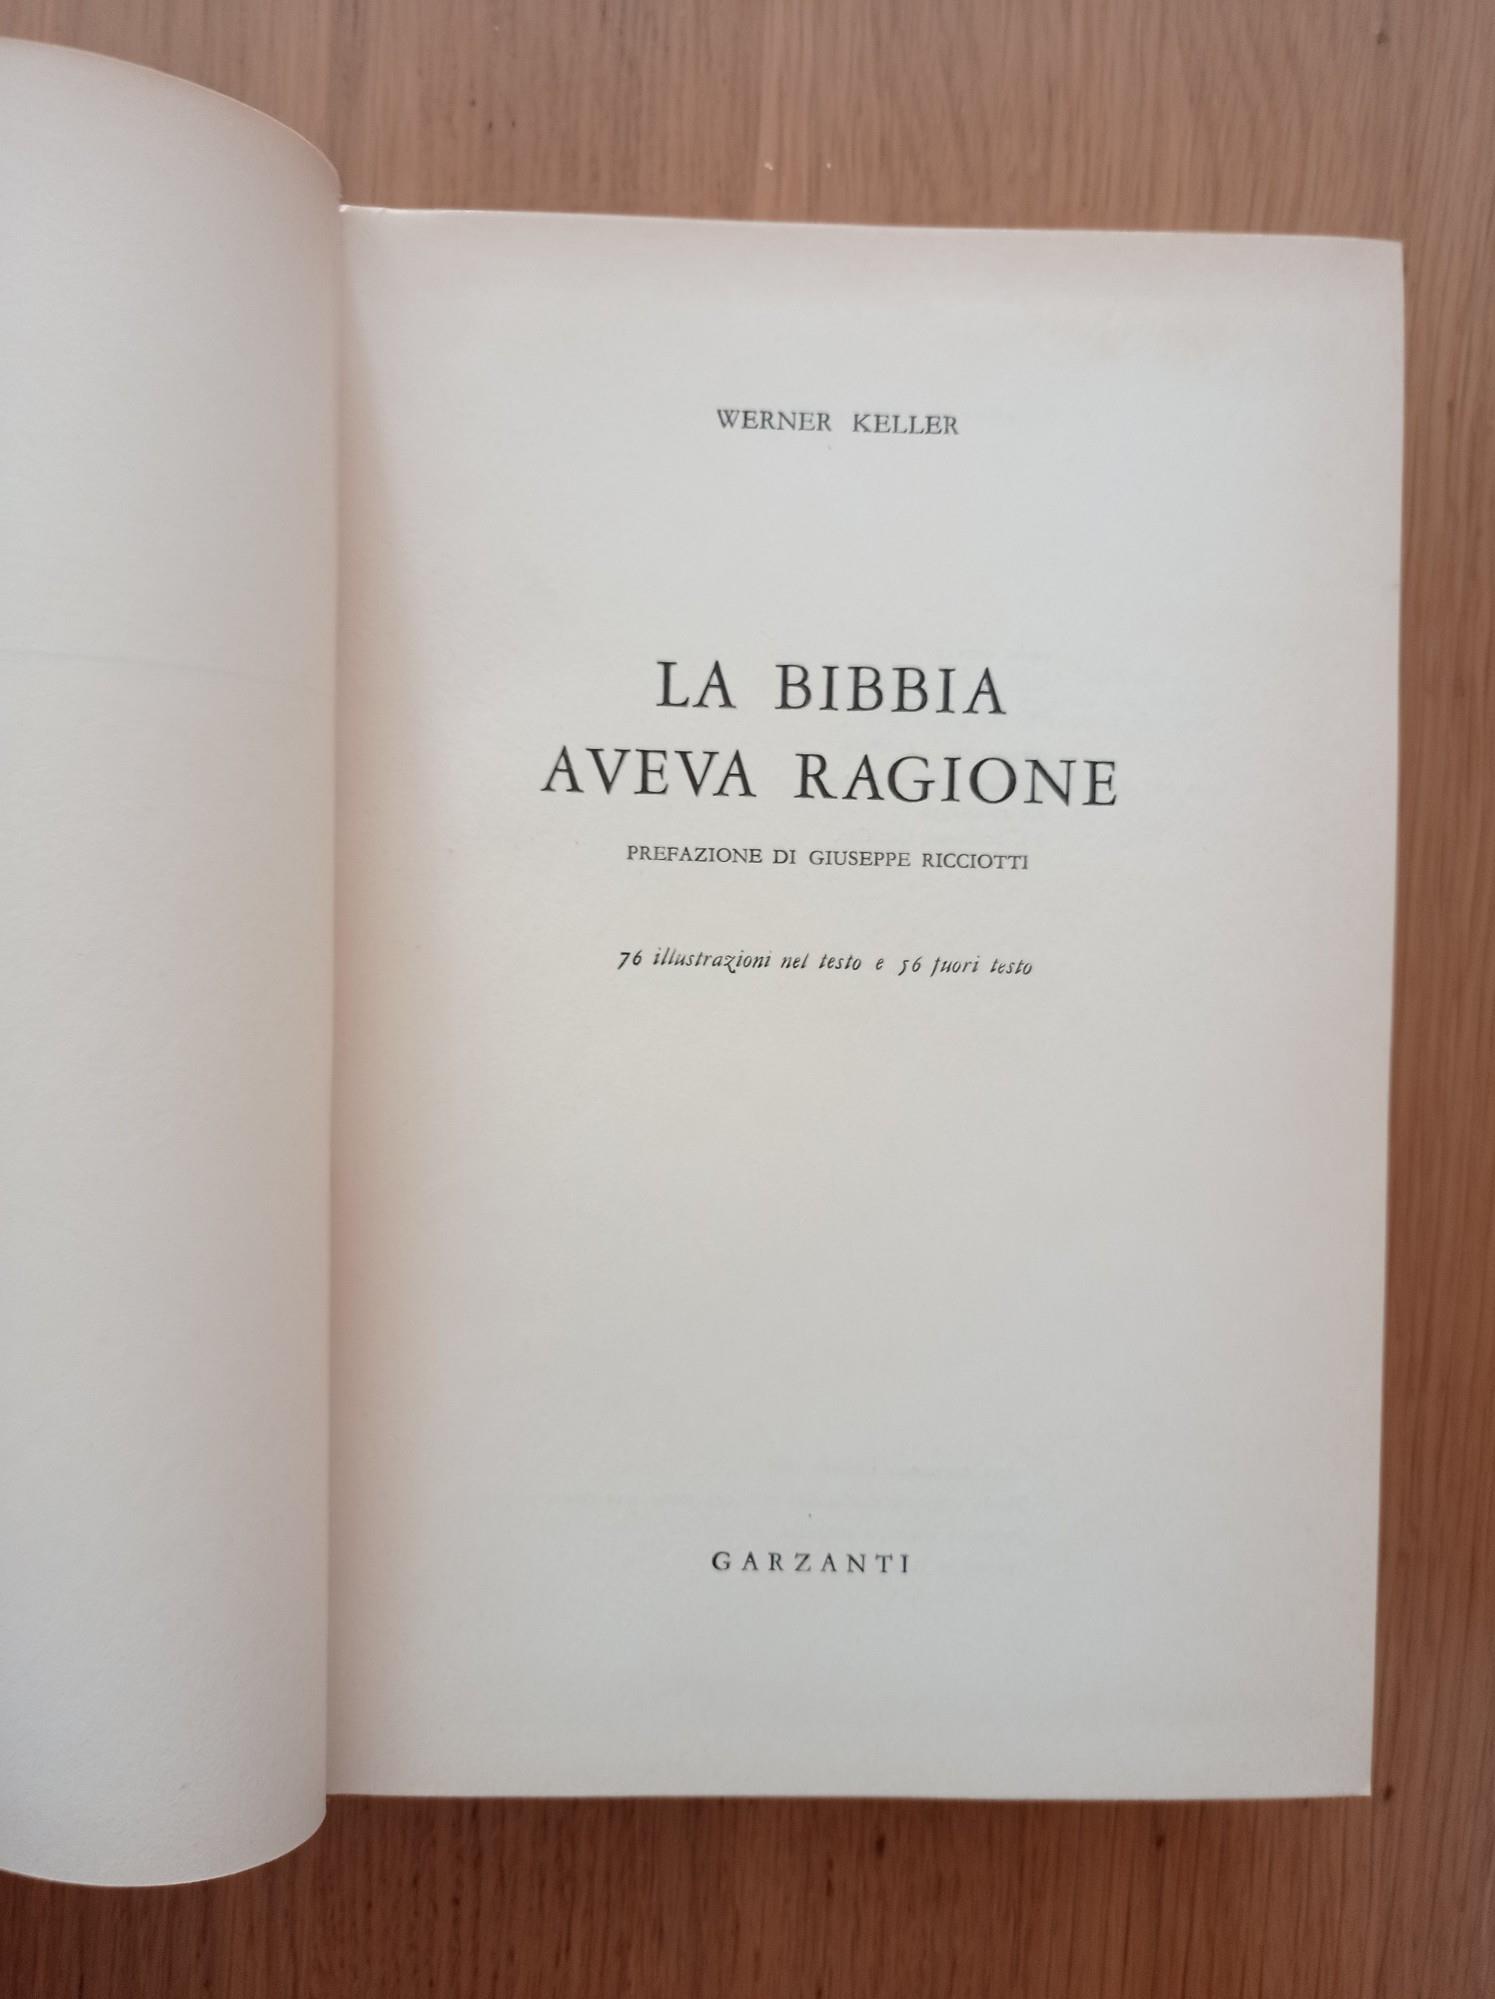 WERNER KELLER
LA BIBBIA
AVEVA RAGIONE
PREFAZIONE DI GIUSEPPE RICCIOTTI
76 illustrazioni nel testo e 56 fuori testo
GARZANTI